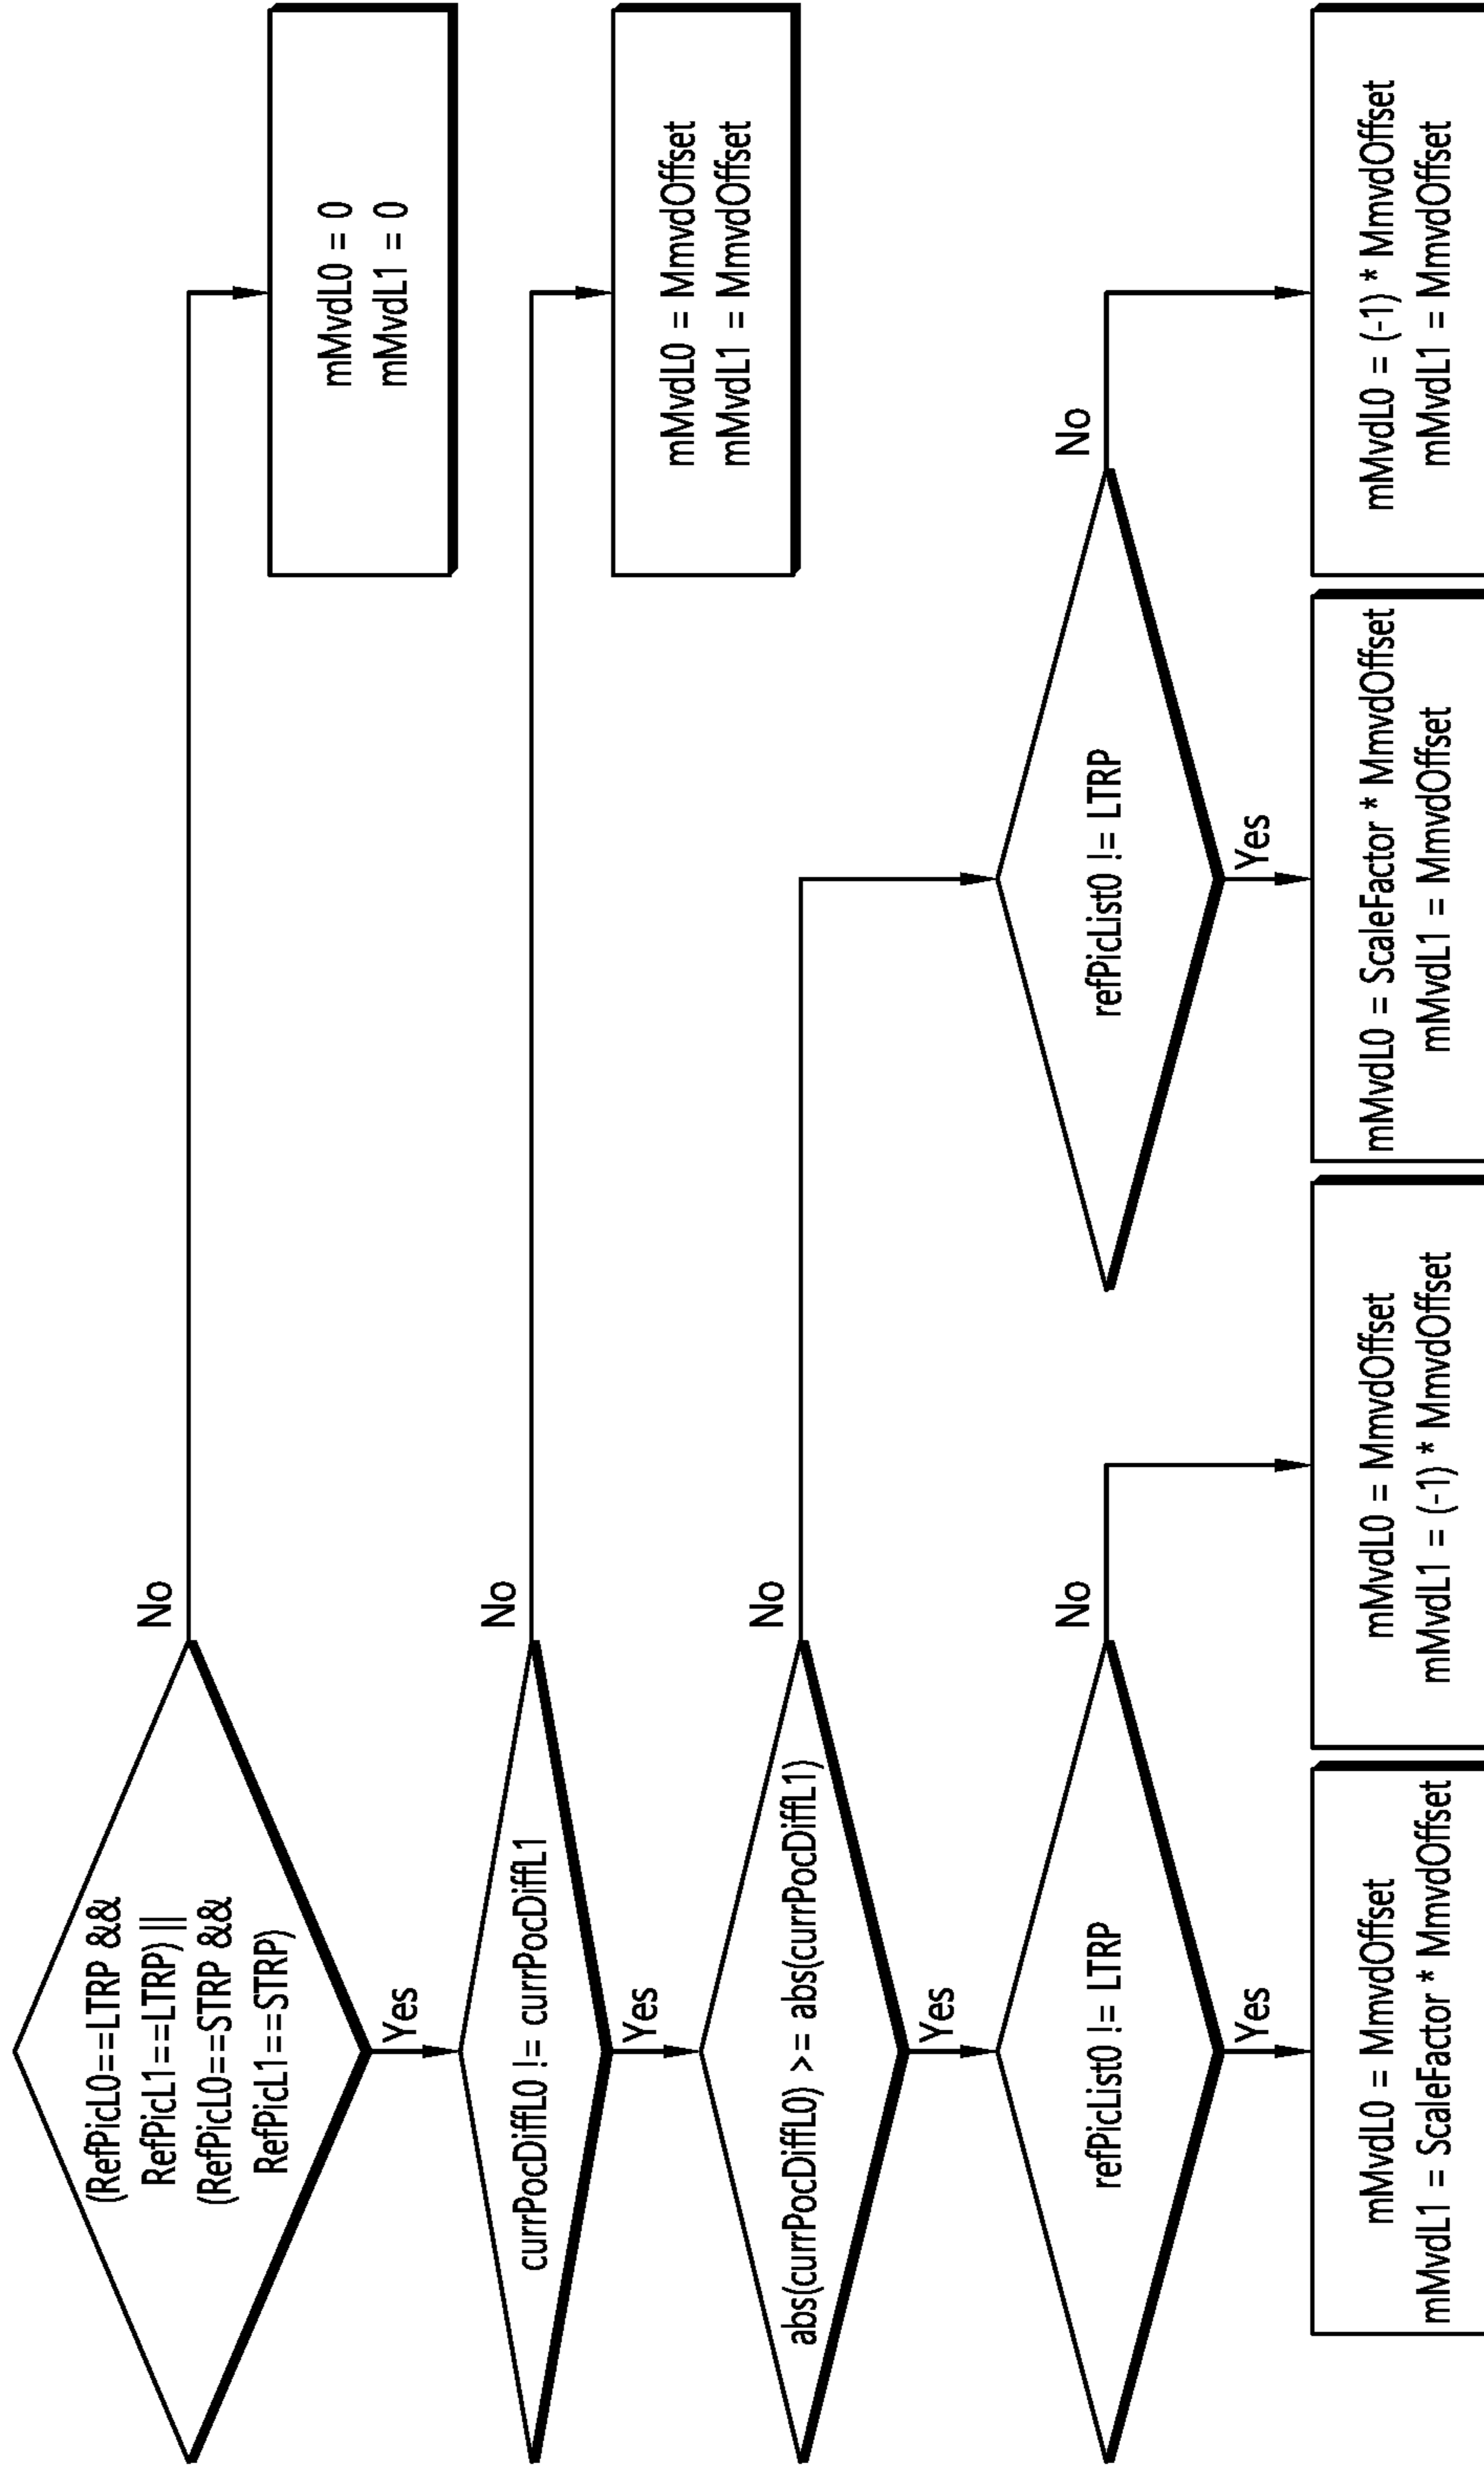 (RefPicL0==LTRP &&
RefPicL1==LTRP) ||
(RefPicL0==STRP &&
RefPicL1==STRP)
No
mMvdL0 = 0
mMvdL1 = 0
Yes
currPocDiffL0 != currPocDiffL1
No
mMvdL0 = MmvdOffset
mMvdL1 = MmvdOffset
Yes
abs(currPocDiffL0) >= abs(currPocDiffL1)
No
Yes
refPicList0 != LTRP
No
refPicList0 != LTRP
No
Yes
Yes
mMvdL0 = MmvdOffset
mMvdL1 = ScaleFactor * MmvdOffset
mMvdL0 = MmvdOffset
mMvdL1 = (-1) * MmvdOffset
mMvdL0 = ScaleFactor * MmvdOffset
mMvdL1 = MmvdOffset
mMvdL0 = (-1) * MmvdOffset
mMvdL1 = MmvdOffset